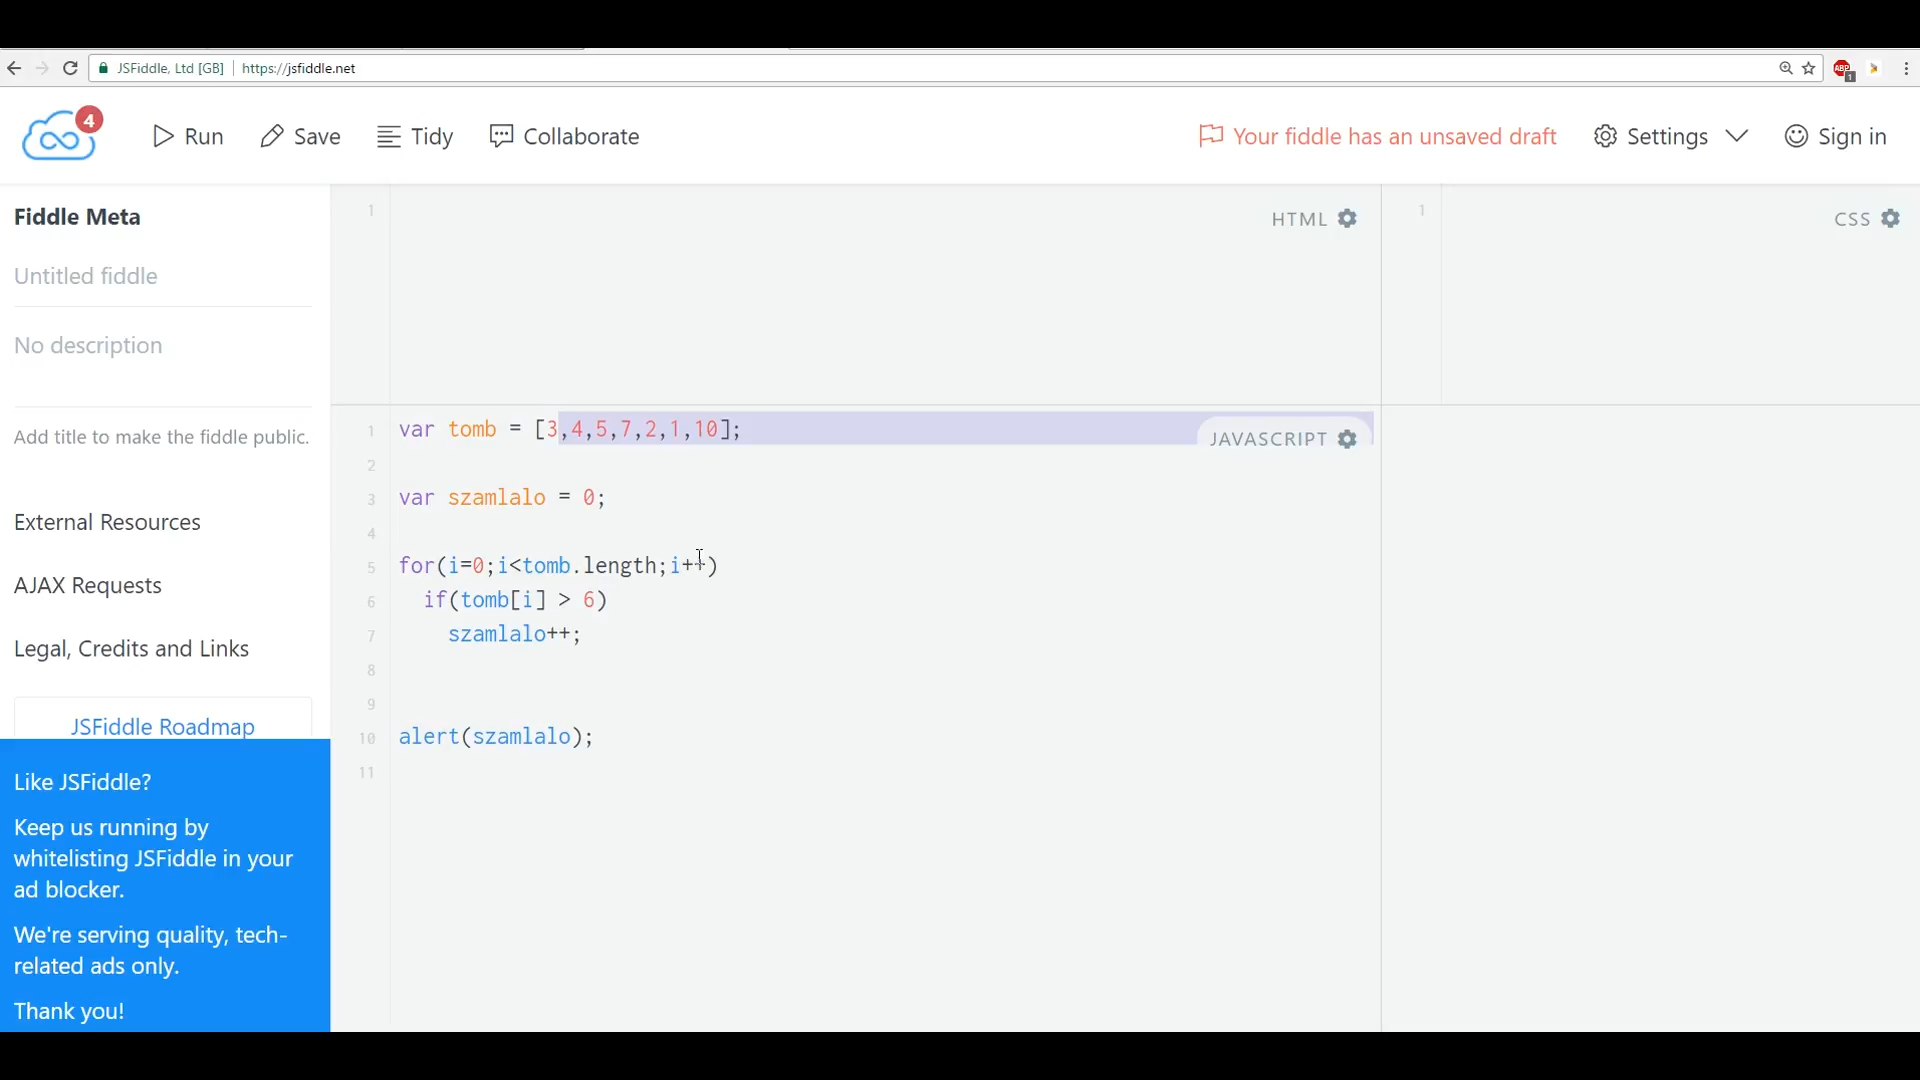 JSFiddle, Ltd [GB] https://jsfiddle.net
ABP
1
4
Run Save Tidy Collaborate
Your fiddle has an unsaved draft Settings Sign in
Fiddle Meta
Untitled fiddle
No description
Add title to make the fiddle public.
External Resources
AJAX Requests
Legal, Credits and Links
JSFiddle Roadmap
Like JSFiddle?
Keep us running by
whitelisting JSFiddle in your
ad blocker.
We're serving quality, tech-
related ads only.
Thank you!
1
HTML
1
CSS
JAVASCRIPT
1 var tomb = [3,4,5,7,2,1,10];
2
3 var szamlalo = 0;
4
5 for(i=0;i<tomb.length;i++)
6 if(tomb[i] > 6)
7 szamlalo++;
8
9
10 alert(szamlalo);
11